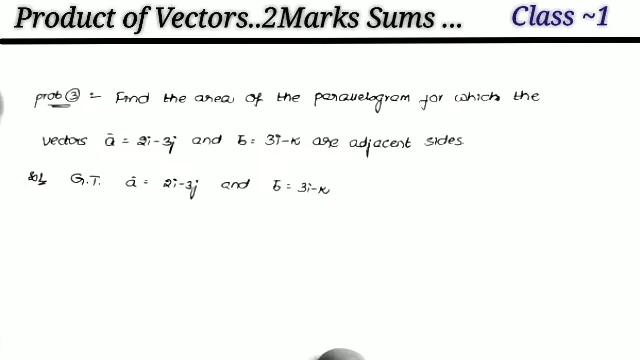 Product of Vectors..2Marks Sums ... Class ~1
prob ③ :- Find the area of the parallelogram for which the
vectors ā = 2i-3j and b̄ = 3i-k are adjacent sides.
Sol G.T. ā = 2i-3j and b̄ = 3i-k